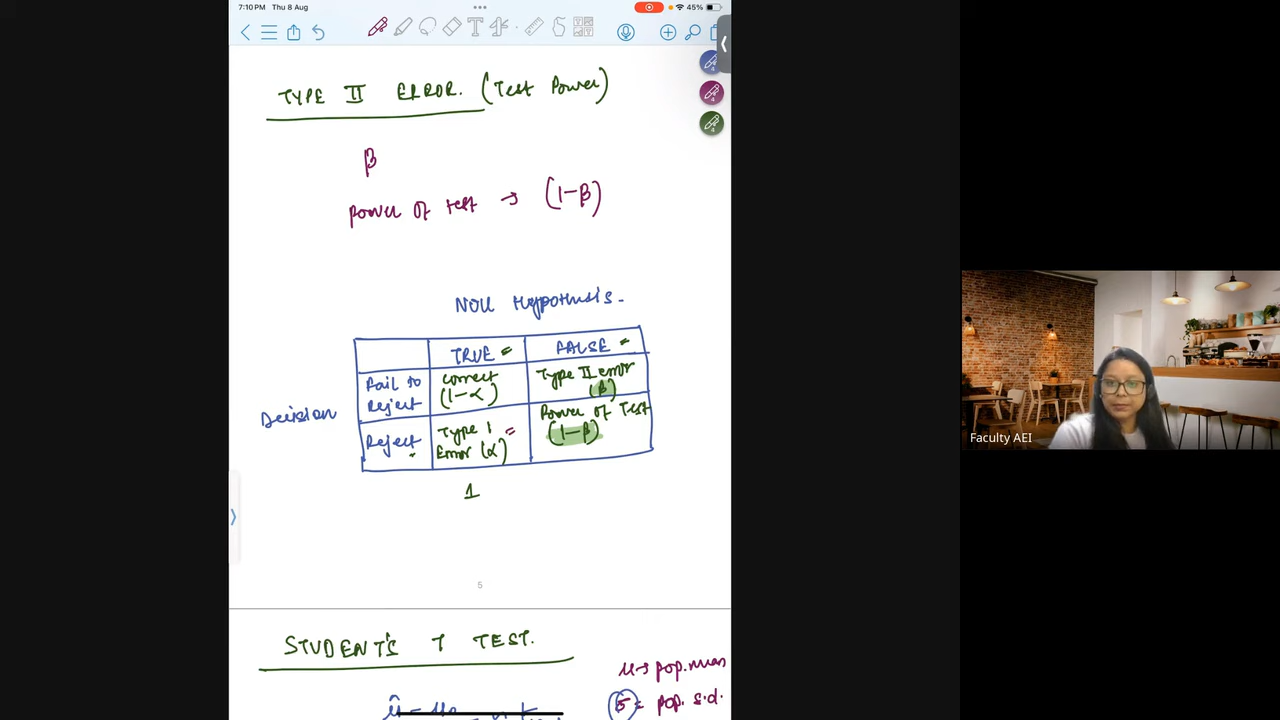 7:10 PM Thu 8 Aug
45%
TYPE II ERROR. (Test Power)
β
Power of test → (1-β)
NULL Hypothesis.
TRUE FALSE
Fail to Reject
Correct (1-α)
Type II error (β)
Decision
Reject
Type 1 Error (α)
Power of Test (1-β)
1
5
STUDENT'S T TEST.
μ → pop. mean
σ = pop. s.d.
Faculty AEI